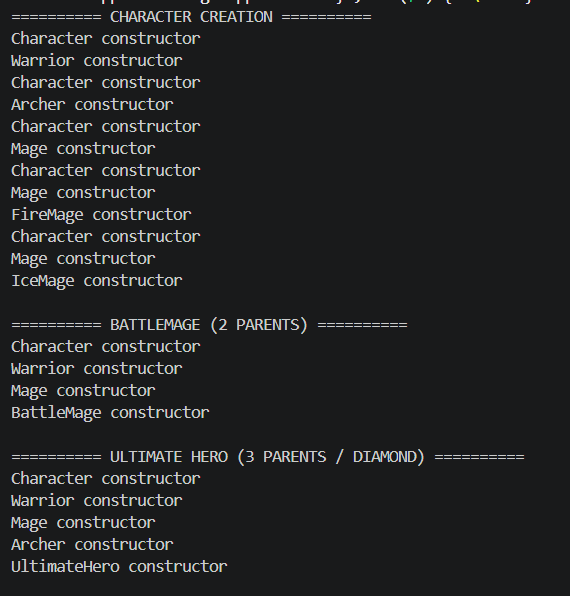 ========== CHARACTER CREATION ==========
Character constructor
Warrior constructor
Character constructor
Archer constructor
Character constructor
Mage constructor
Character constructor
Mage constructor
FireMage constructor
Character constructor
Mage constructor
IceMage constructor
========== BATTLEMAGE (2 PARENTS) ==========
Character constructor
Warrior constructor
Mage constructor
BattleMage constructor
========== ULTIMATE HERO (3 PARENTS / DIAMOND) ==========
Character constructor
Warrior constructor
Mage constructor
Archer constructor
UltimateHero constructor